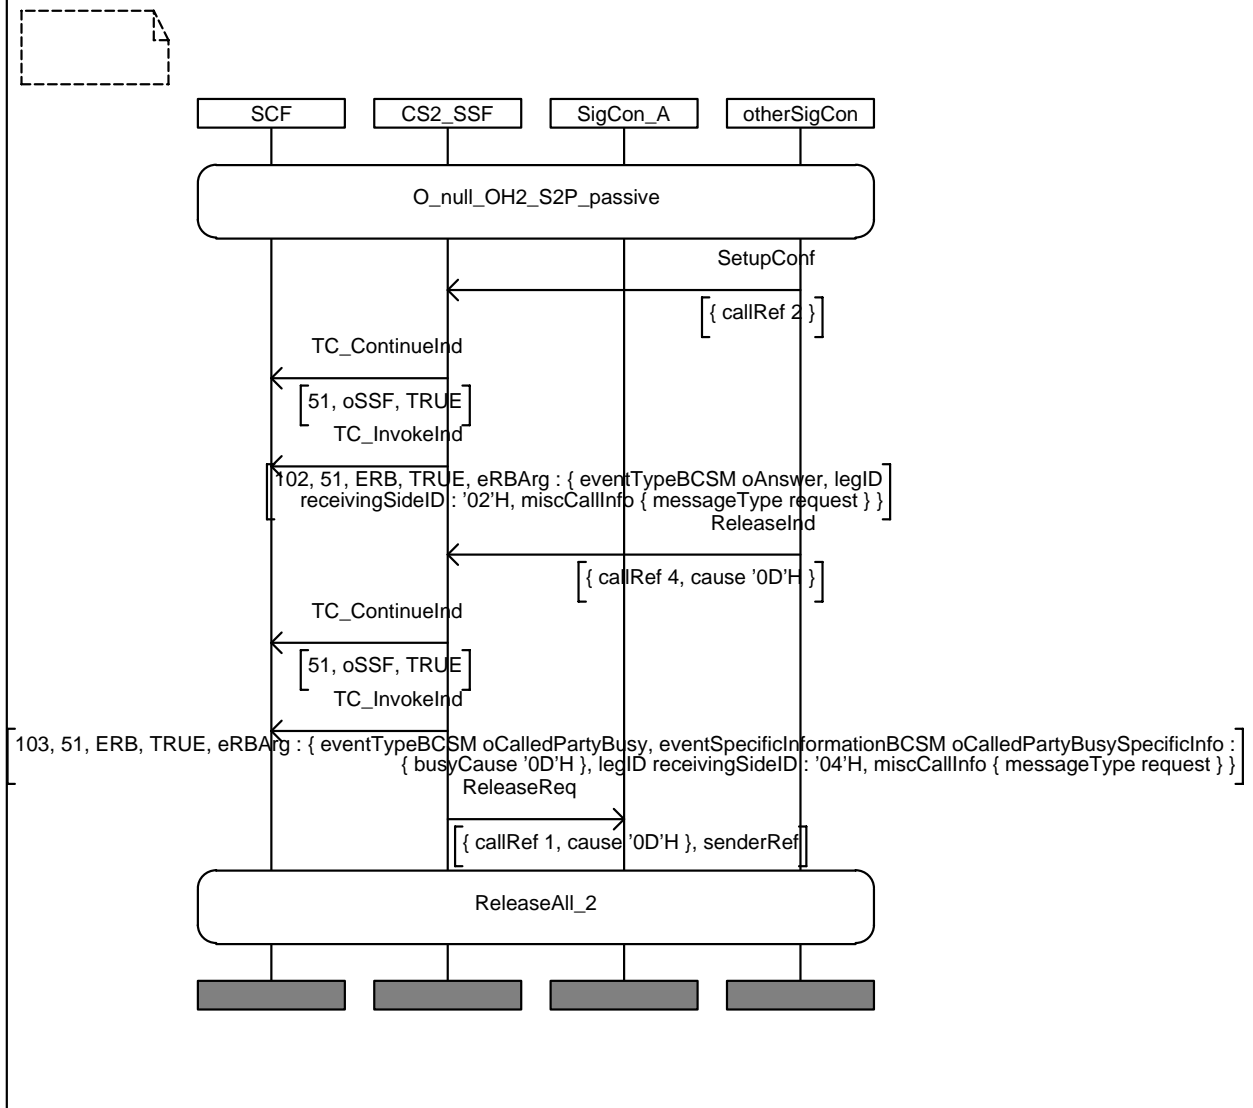 SCF CS2_SSF SigCon_A otherSigCon
O_null_OH2_S2P_passive
SetupConf
{ callRef 2 }
TC_ContinueInd
51, oSSF, TRUE
TC_InvokeInd
102, 51, ERB, TRUE, eRBArg : { eventTypeBCSM oAnswer, legID
receivingSideID : '02'H, miscCallInfo { messageType request } }
ReleaseInd
{ callRef 4, cause '0D'H }
TC_ContinueInd
51, oSSF, TRUE
TC_InvokeInd
103, 51, ERB, TRUE, eRBArg : { eventTypeBCSM oCalledPartyBusy, eventSpecificInformationBCSM oCalledPartyBusySpecificInfo :
{ busyCause '0D'H }, legID receivingSideID : '04'H, miscCallInfo { messageType request } }
ReleaseReq
{ callRef 1, cause '0D'H }, senderRef
ReleaseAll_2